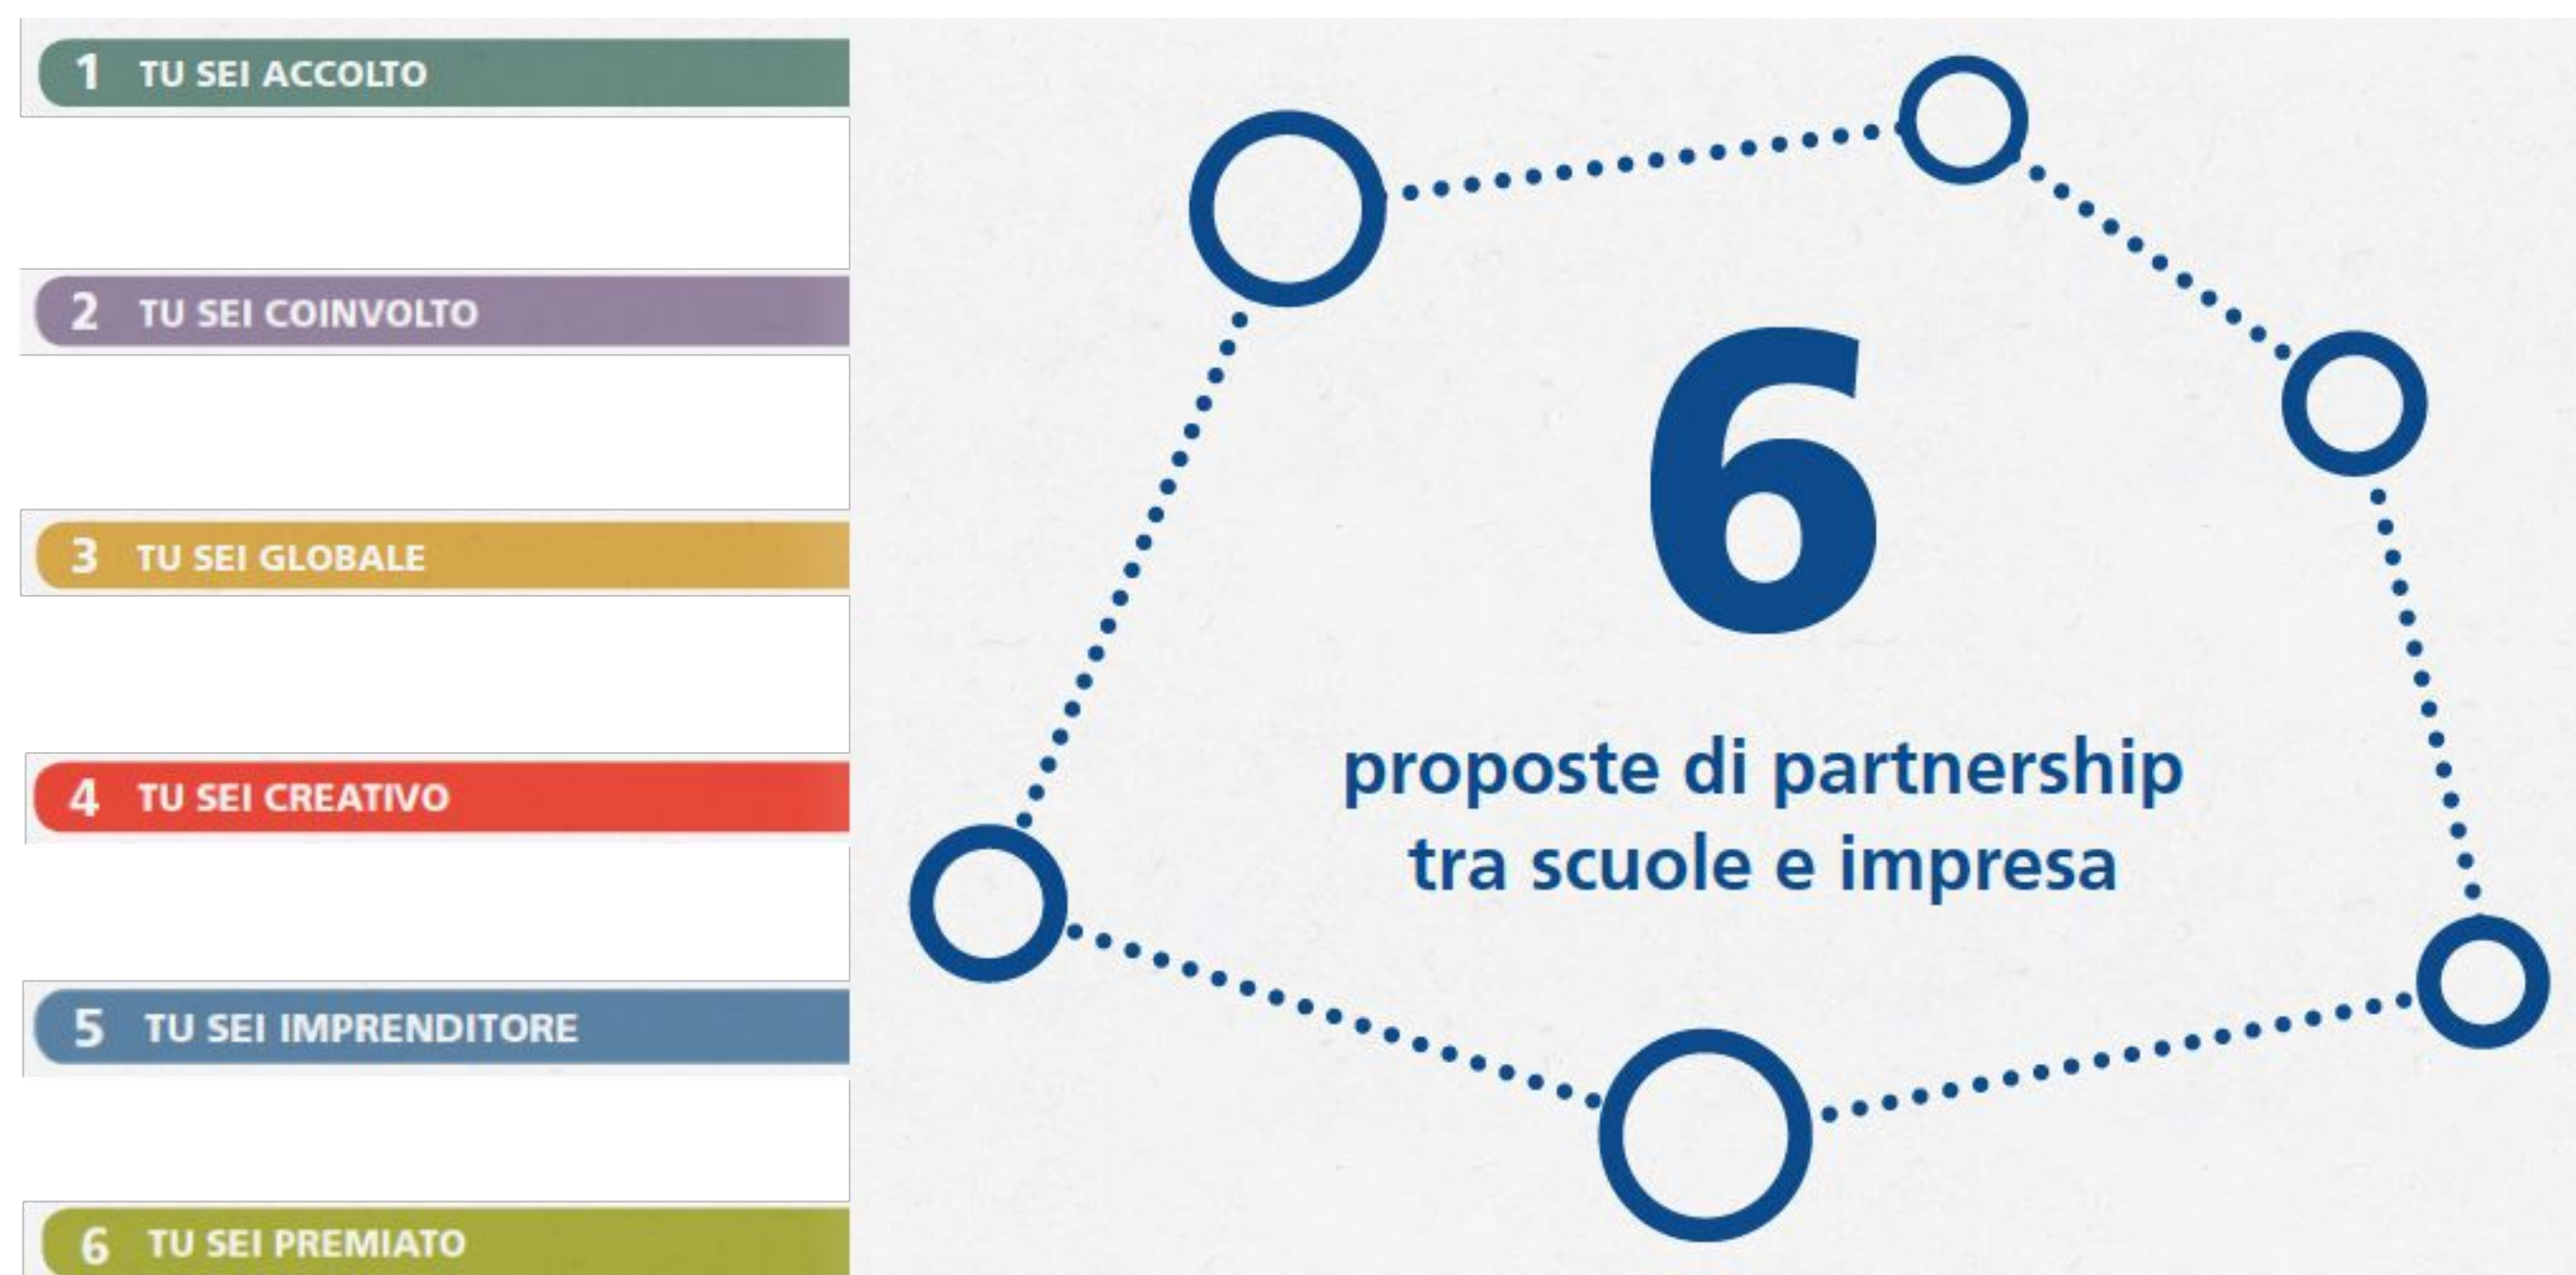 1 TU SEI ACCOLTO
2 TU SEI COINVOLTO
3 TU SEI GLOBALE
4 TU SEI CREATIVO
5 TU SEI IMPRENDITORE
6 TU SEI PREMIATO
6
proposte di partnership
tra scuole e impresa